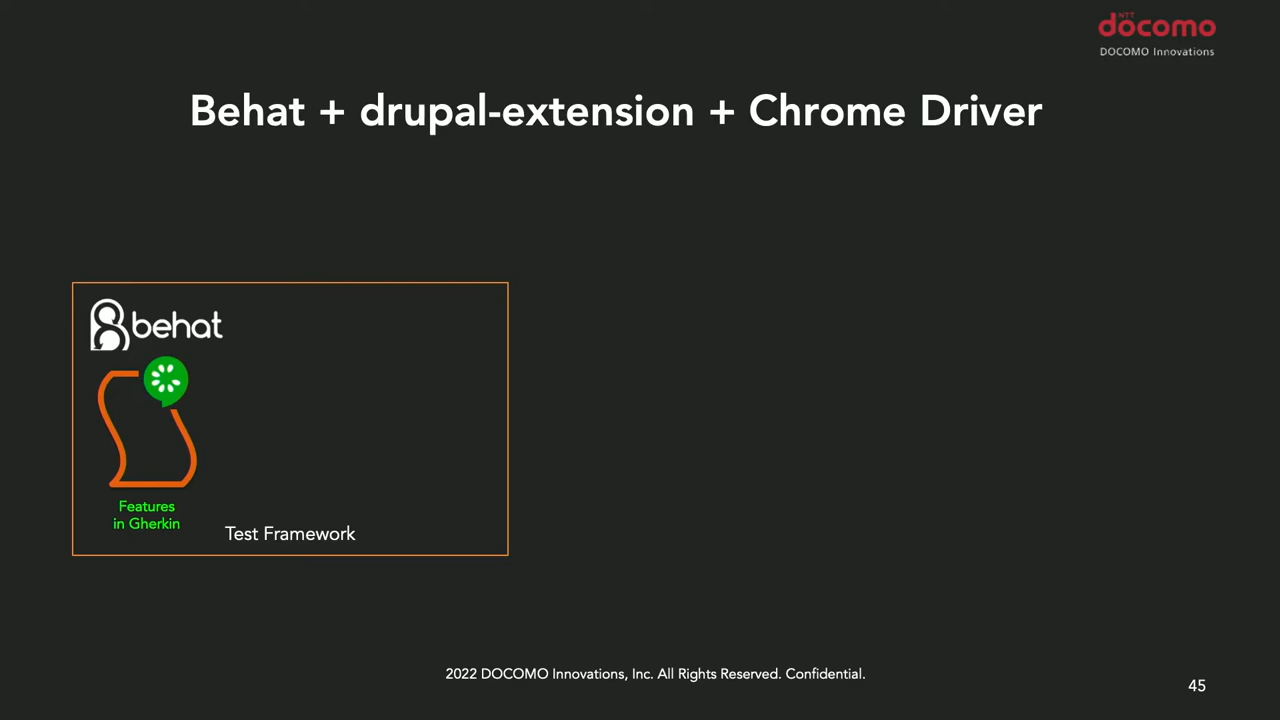 NTT
docomo
DOCOMO Innovations
Behat + drupal-extension + Chrome Driver
behat
Features
in Gherkin
Test Framework
2022 DOCOMO Innovations, Inc. All Rights Reserved. Confidential.
45